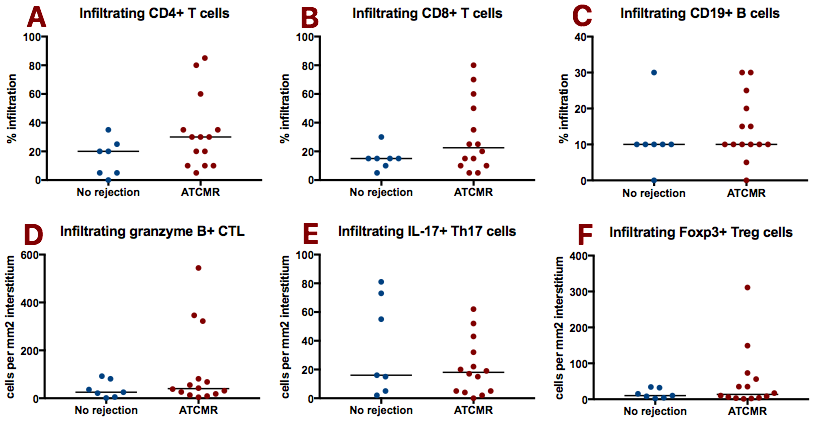 A Infiltrating CD4+ T cells
% infiltration
100
80
60
40
20
0
No rejection ATCMR
B Infiltrating CD8+ T cells
% infiltration
100
80
60
40
20
0
No rejection ATCMR
C Infiltrating CD19+ B cells
% infiltration
40
30
20
10
0
No rejection ATCMR
D Infiltrating granzyme B+ CTL
cells per mm2 interstitium
600
400
200
0
No rejection ATCMR
E Infiltrating IL-17+ Th17 cells
cells per mm2 interstitium
100
80
60
40
20
0
No rejection ATCMR
F Infiltrating Foxp3+ Treg cells
cells per mm2 interstitium
400
300
200
100
0
No rejection ATCMR